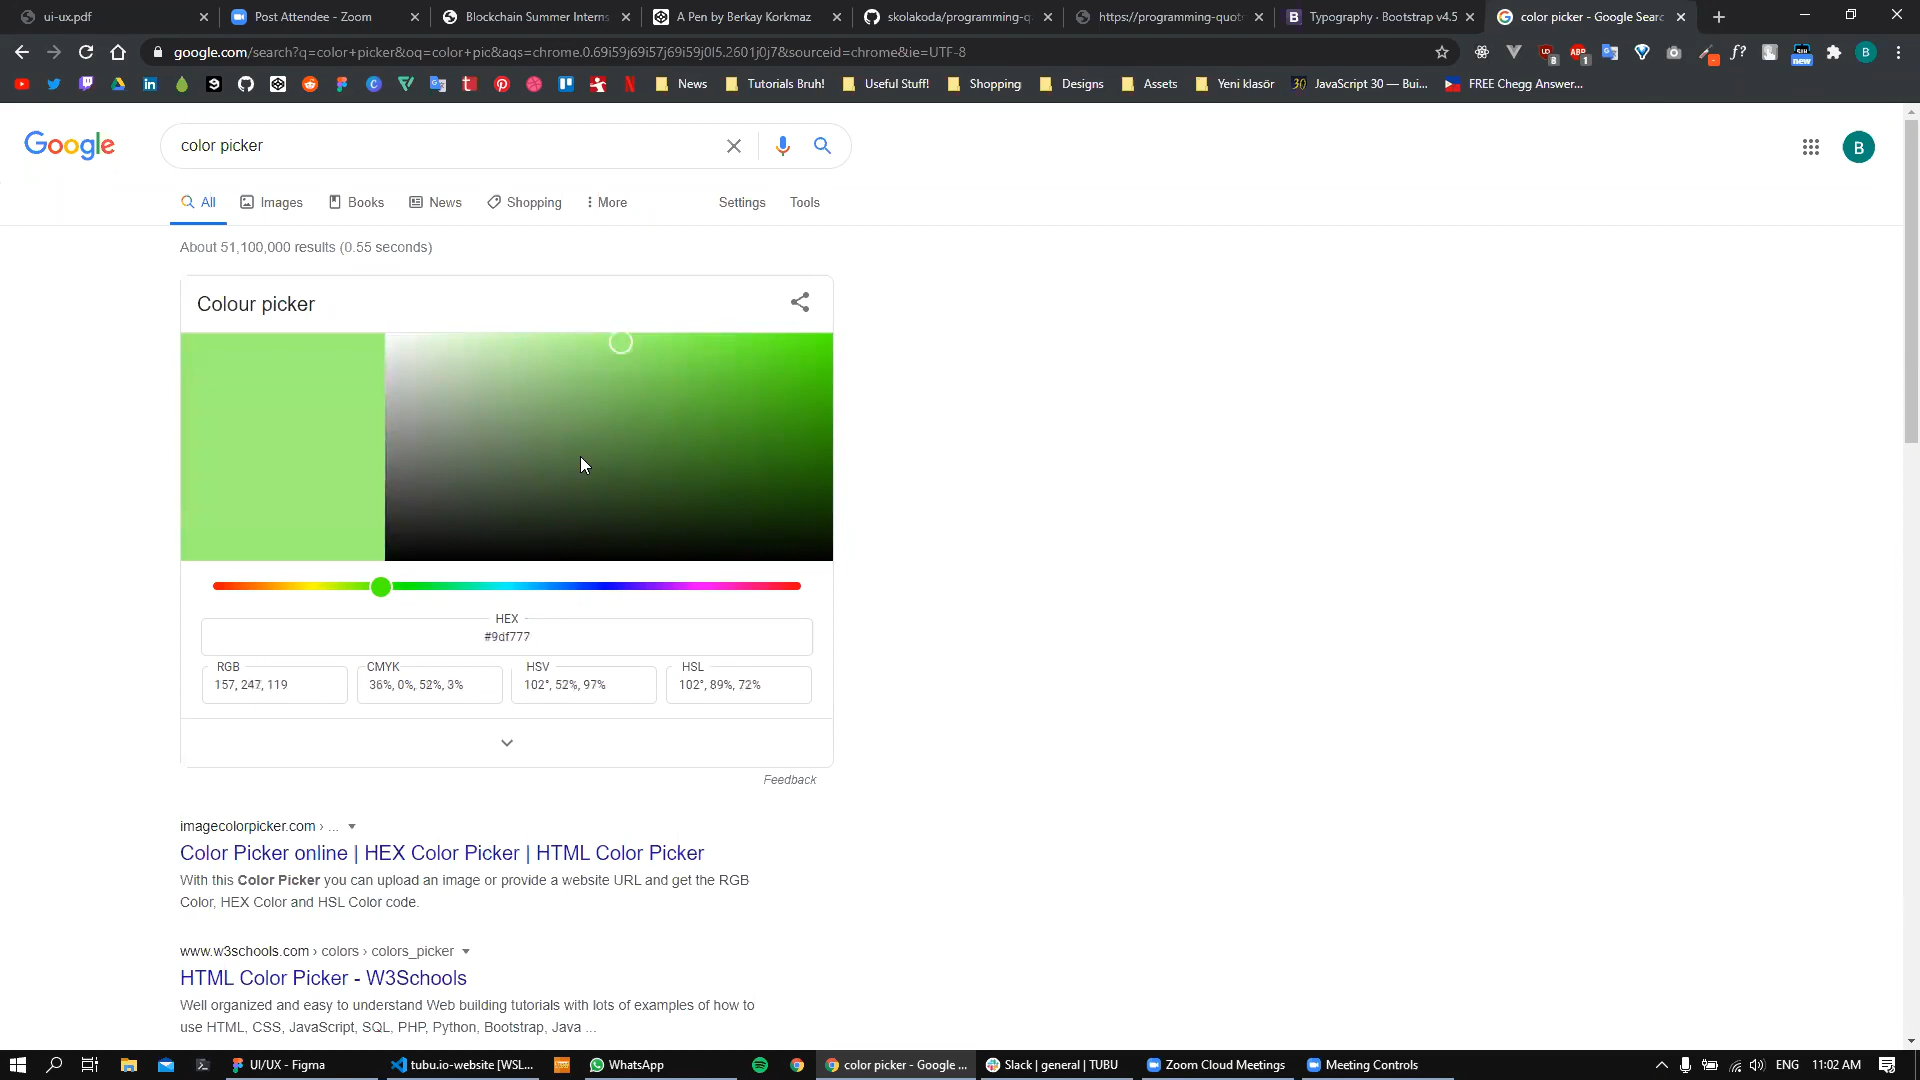 ui-ux.pdf
Post Attendee - Zoom
Blockchain Summer Interns
A Pen by Berkay Korkmaz
skolakoda/programming-q
https://programming-quot
Typography · Bootstrap v4.5
color picker - Google Searc
google.com/search?q=color+picker&oq=color+pic&aqs=chrome.0.69i59j69i57j69i59j0l5.2601j0j7&sourceid=chrome&ie=UTF-8
8
ABP
1
f?
new
B
News
Tutorials Bruh!
Useful Stuff!
Shopping
Designs
Assets
Yeni klasör
30 JavaScript 30 — Bui...
FREE Chegg Answer...
Google
color picker
B
All
Images
Books
News
Shopping
More
Settings
Tools
About 51,100,000 results (0.55 seconds)
Colour picker
HEX
#9df777
RGB
157, 247, 119
CMYK
36%, 0%, 52%, 3%
HSV
102°, 52%, 97%
HSL
102°, 89%, 72%
Feedback
imagecolorpicker.com › ...
Color Picker online | HEX Color Picker | HTML Color Picker
With this Color Picker you can upload an image or provide a website URL and get the RGB
Color, HEX Color and HSL Color code.
www.w3schools.com › colors › colors_picker
HTML Color Picker - W3Schools
Well organized and easy to understand Web building tutorials with lots of examples of how to
use HTML, CSS, JavaScript, SQL, PHP, Python, Bootstrap, Java ...
UI/UX - Figma
tubu.io-website [WSL...
WhatsApp
color picker - Google ...
Slack | general | TUBU
Zoom Cloud Meetings
Meeting Controls
ENG
11:02 AM